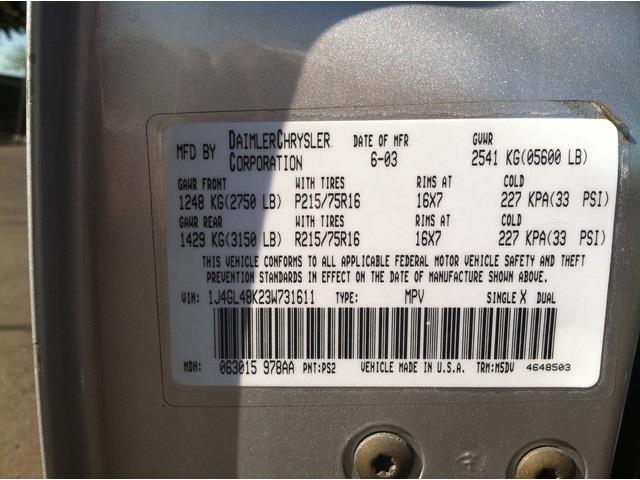 MFD BY DAIMLERCHRYSLER CORPORATION DATE OF MFR 6-03 GVWR 2541 KG(05600 LB)
GAWR FRONT WITH TIRES RIMS AT COLD
1248 KG(2750 LB) P215/75R16 16X7 227 KPA(33 PSI)
GAWR REAR WITH TIRES RIMS AT COLD
1429 KG(3150 LB) R215/75R16 16X7 227 KPA(33 PSI)
THIS VEHICLE CONFORMS TO ALL APPLICABLE FEDERAL MOTOR VEHICLE SAFETY AND THEFT
PREVENTION STANDARDS IN EFFECT ON THE DATE OF MANUFACTURE SHOWN ABOVE.
VIN: 1J4GL48K23W731611 TYPE: MPV SINGLE X DUAL
MDH: 063015 978AA PNT:PS2 VEHICLE MADE IN U.S.A. TRM:M5DV 4648503